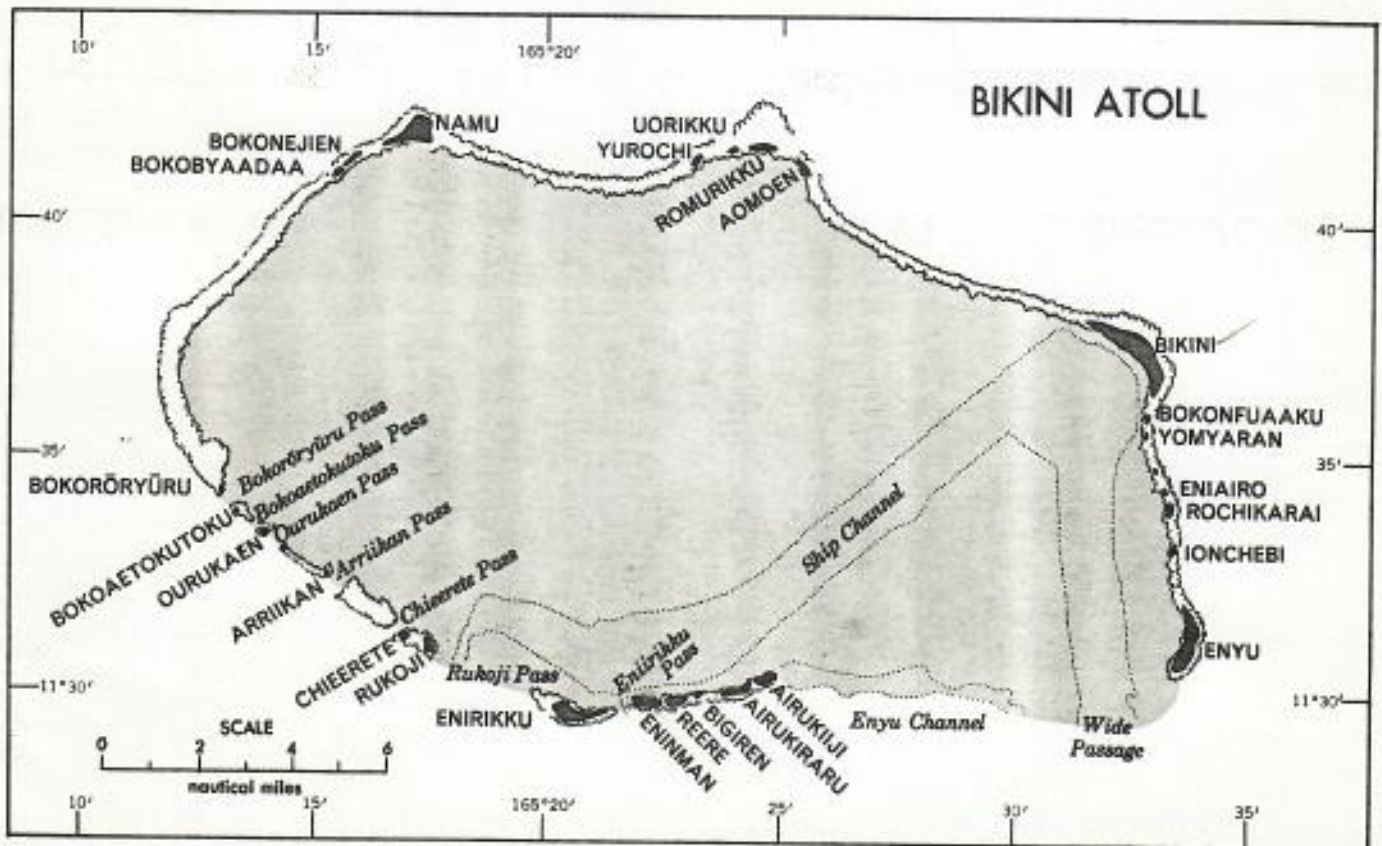 10′ 15′ 165°20′
BIKINI ATOLL
NAMU
BOKONEJIEN
BOKOBYAADAA
UORIKKU
YUROCHI
ROMURIKKU
AOMOEN
40′ 40′
BIKINI
BOKONFUAAKU
YOMYARAN
35′ 35′
ENIAIRO
ROCHIKARAI
IONCHEBI
ENYU
BOKORŌRYŪRU
Bokorōryūru Pass
BOKOAETOKUTOKU
Bokoaetokutoku Pass
OURUKAEN
Ourukaen Pass
ARRIIKAN
Arriikan Pass
CHIEERETE
Chieerete Pass
RUKOJI
Ship Channel
Rukoji Pass
Eniirikku
Pass
11°30′ 11°30′
ENIRIKKU
ENINMAN
REERE
BIGIREN
AIRUKIRARU
AIRUKIIJI
Enyu Channel
Wide
Passage
SCALE
0 2 4 6
nautical miles
10′ 15′ 165°20′ 25′ 30′ 35′